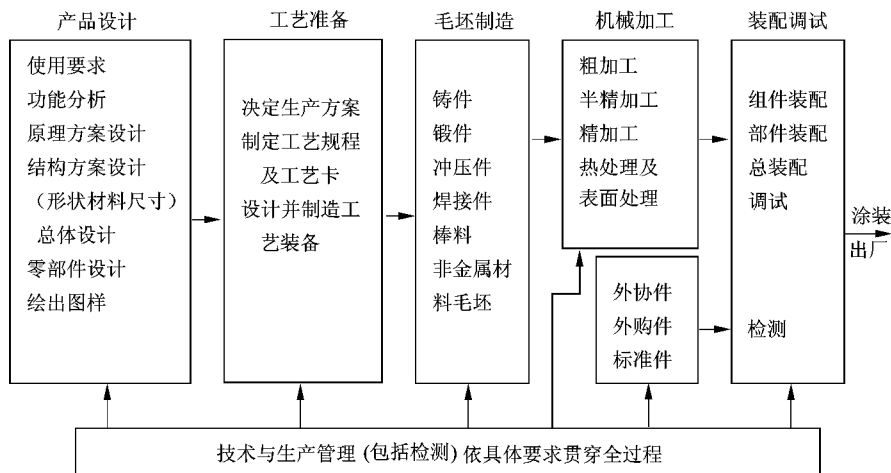 产品设计
使用要求
功能分析
原理方案设计
结构方案设计
(形状材料尺寸)
总体设计
零部件设计
绘出图样
工艺准备
决定生产方案
制定工艺规程
及工艺卡
设计并制造工
艺装备
毛坯制造
铸件
锻件
冲压件
焊接件
棒料
非金属材
料毛坯
机械加工
粗加工
半精加工
精加工
热处理及
表面处理
外协件
外购件
标准件
装配调试
组件装配
部件装配
总装配
调试
检测
涂装
出厂
技术与生产管理(包括检测)依具体要求贯穿全过程